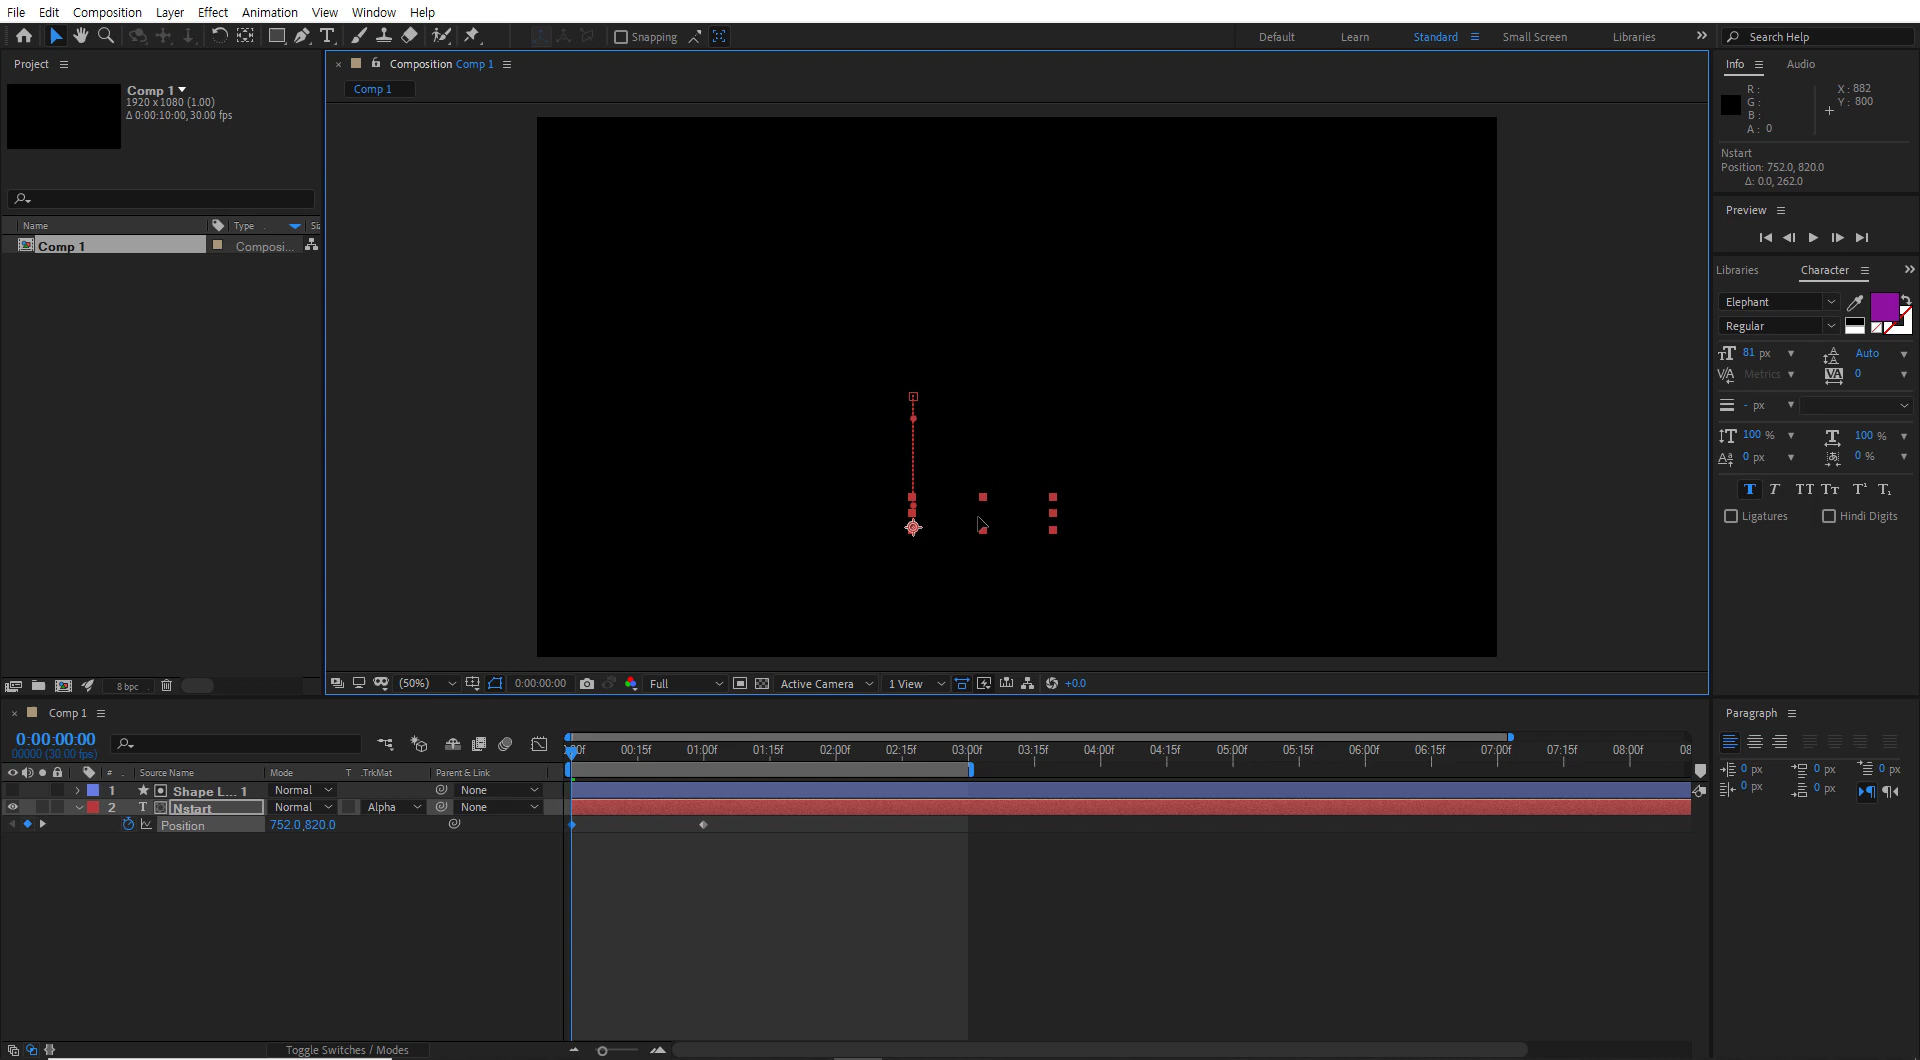 File Edit Composition Layer Effect Animation View Window Help
Snapping
Default Learn Standard Small Screen Libraries Search Help
Project
Comp 1
1920 x 1080 (1.00)
Δ 0:00:10:00, 30.00 fps
Name Type
Comp 1 Composi...
8 bpc
Composition Comp 1
Comp 1
(50%) 0:00:00:00 Full Active Camera 1 View +0.0
Info Audio
R :
G :
B :
A : 0
X : 882
Y : 800
Nstart
Position: 752.0, 820.0
Δ: 0.0, 262.0
Preview
Libraries Character
Elephant
Regular
81 px Auto
Metrics 0
- px
100 % 100 %
0 px 0 %
Ligatures Hindi Digits
Paragraph
0 px 0 px 0 px
0 px 0 px
Comp 1
0:00:00:00
00000 (30.00 fps)
# Source Name Mode T .TrkMat Parent & Link
1 Shape L... 1 Normal None
2 Nstart Normal Alpha None
Position 752.0,820.0
00:15f 01:00f 01:15f 02:00f 02:15f 03:00f 03:15f 04:00f 04:15f 05:00f 05:15f 06:00f 06:15f 07:00f 07:15f 08:00f
Toggle Switches / Modes